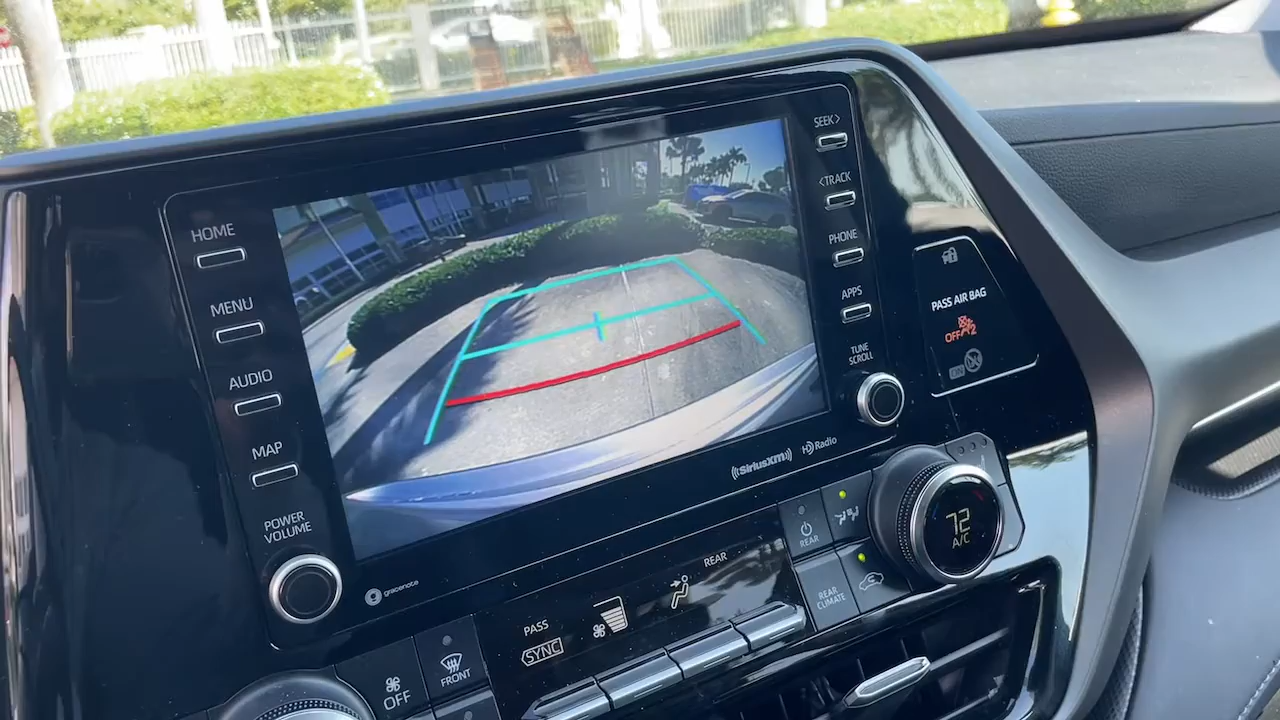 HOME
MENU
AUDIO
MAP
POWER
VOLUME
SEEK>
<TRACK
PHONE
APPS
TUNE
SCROLL
PASS AIR BAG
OFF
ON
((SiriusXM))
HD Radio
gracenote
72
A/C
REAR
REAR
CLIMATE
REAR
PASS
SYNC
FRONT
OFF